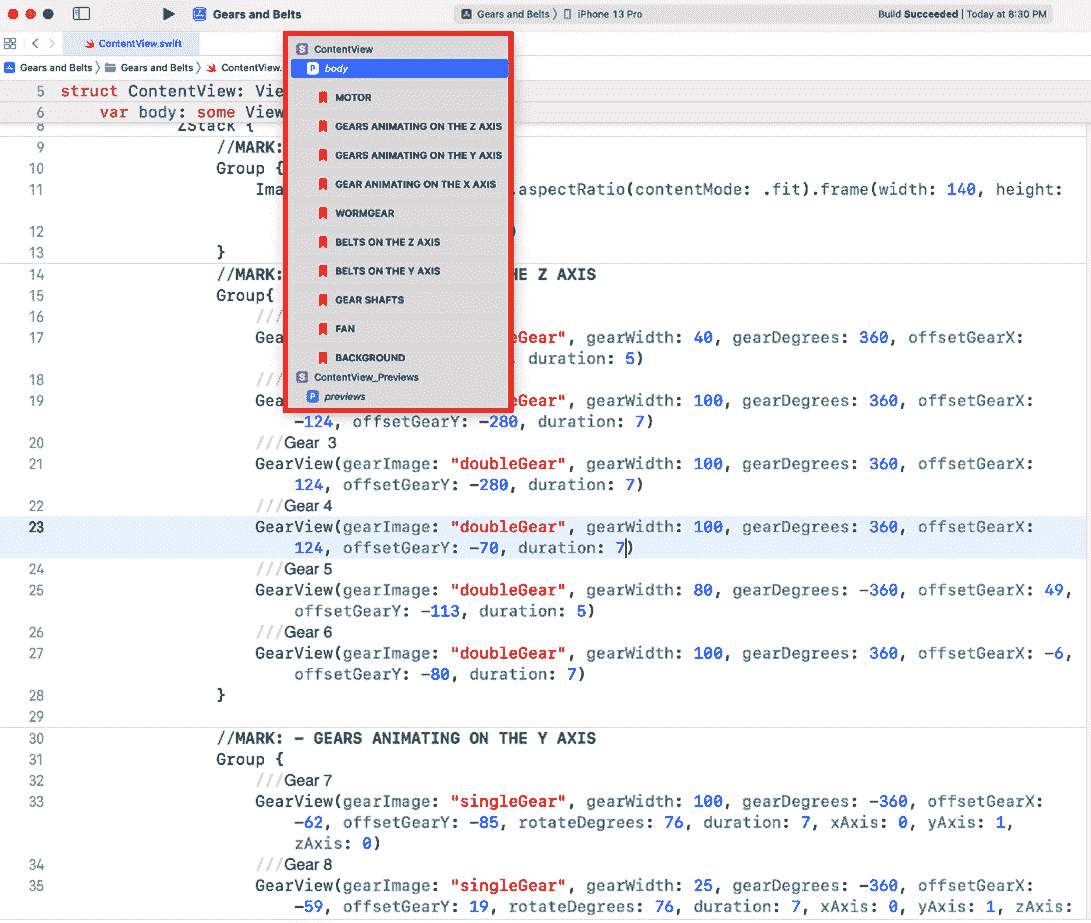 Gears and Belts
Gears and Belts 〉 iPhone 13 Pro
Build Succeeded | Today at 8:30 PM
ContentView.swift
Gears and Belts 〉 Gears and Belts 〉 ContentView.
ContentView
body
MOTOR
GEARS ANIMATING ON THE Z AXIS
GEARS ANIMATING ON THE Y AXIS
GEAR ANIMATING ON THE X AXIS
WORMGEAR
BELTS ON THE Z AXIS
BELTS ON THE Y AXIS
GEAR SHAFTS
FAN
BACKGROUND
ContentView_Previews
previews
5 struct ContentView: Vie
6 var body: some View
8 ZStack {
9 //MARK:
10 Group {
11 Ima .aspectRatio(contentMode: .fit).frame(width: 140, height:
12 )
13 }
14 //MARK: HE Z AXIS
15 Group{
16 ///
17 Gea eGear", gearWidth: 40, gearDegrees: 360, offsetGearX:
duration: 5)
18 ///
19 Gea eGear", gearWidth: 100, gearDegrees: 360, offsetGearX:
-124, offsetGearY: -280, duration: 7)
20 ///Gear 3
21 GearView(gearImage: "doubleGear", gearWidth: 100, gearDegrees: 360, offsetGearX:
124, offsetGearY: -280, duration: 7)
22 ///Gear 4
23 GearView(gearImage: "doubleGear", gearWidth: 100, gearDegrees: 360, offsetGearX:
124, offsetGearY: -70, duration: 7)
24 ///Gear 5
25 GearView(gearImage: "doubleGear", gearWidth: 80, gearDegrees: -360, offsetGearX: 49,
offsetGearY: -113, duration: 5)
26 ///Gear 6
27 GearView(gearImage: "doubleGear", gearWidth: 100, gearDegrees: 360, offsetGearX: -6,
offsetGearY: -80, duration: 7)
28 }
29
30 //MARK: - GEARS ANIMATING ON THE Y AXIS
31 Group {
32 ///Gear 7
33 GearView(gearImage: "singleGear", gearWidth: 100, gearDegrees: -360, offsetGearX:
-62, offsetGearY: -85, rotateDegrees: 76, duration: 7, xAxis: 0, yAxis: 1,
zAxis: 0)
34 ///Gear 8
35 GearView(gearImage: "singleGear", gearWidth: 25, gearDegrees: -360, offsetGearX:
-59, offsetGearY: 19, rotateDegrees: 76, duration: 7, xAxis: 0, yAxis: 1, zAxis: